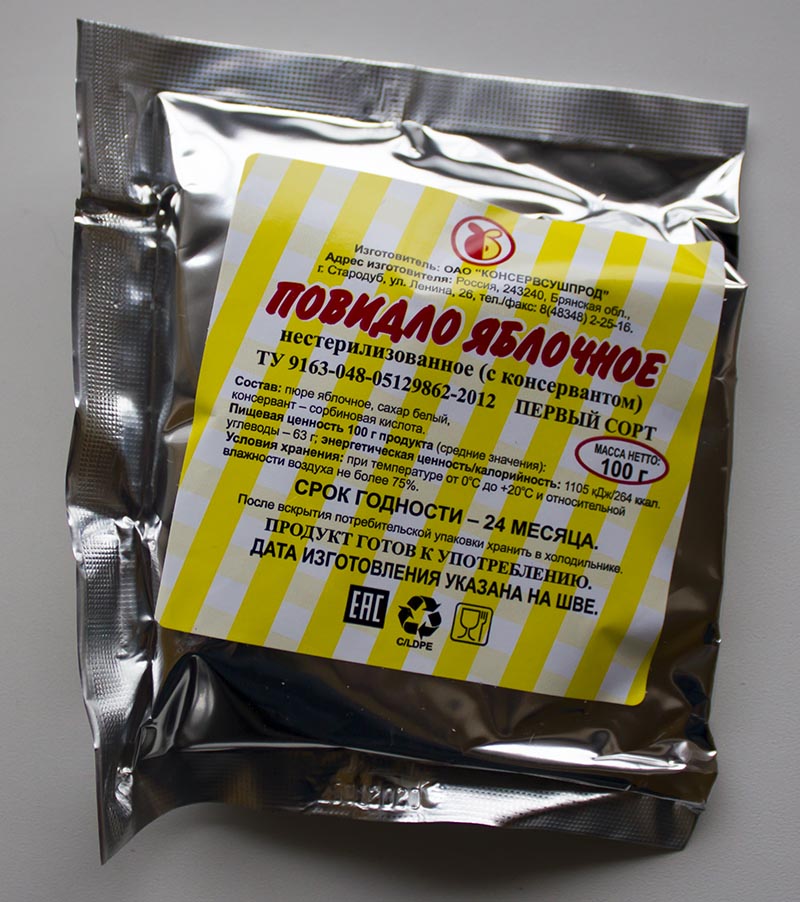 Изготовитель: ОАО "КОНСЕРВСУШПРОД"
Адрес изготовителя: Россия, 243240, Брянская обл.,
г. Стародуб, ул. Ленина, 26, тел./факс: 8(48348) 2-25-16.
ПОВИДЛО ЯБЛОЧНОЕ
нестерилизованное (с консервантом)
ТУ 9163-048-05129862-2012 ПЕРВЫЙ СОРТ
Состав: пюре яблочное, сахар белый,
консервант – сорбиновая кислота.
МАССА НЕТТО:
100 г
Пищевая ценность 100 г продукта (средние значения):
углеводы – 63 г; энергетическая ценность/калорийность: 1105 кДж/264 ккал.
Условия хранения: при температуре от 0°С до +20°С и относительной
влажности воздуха не более 75%.
СРОК ГОДНОСТИ – 24 МЕСЯЦА.
После вскрытия потребительской упаковки хранить в холодильнике.
ПРОДУКТ ГОТОВ К УПОТРЕБЛЕНИЮ.
ДАТА ИЗГОТОВЛЕНИЯ УКАЗАНА НА ШВЕ.
EAC
C/LDPE